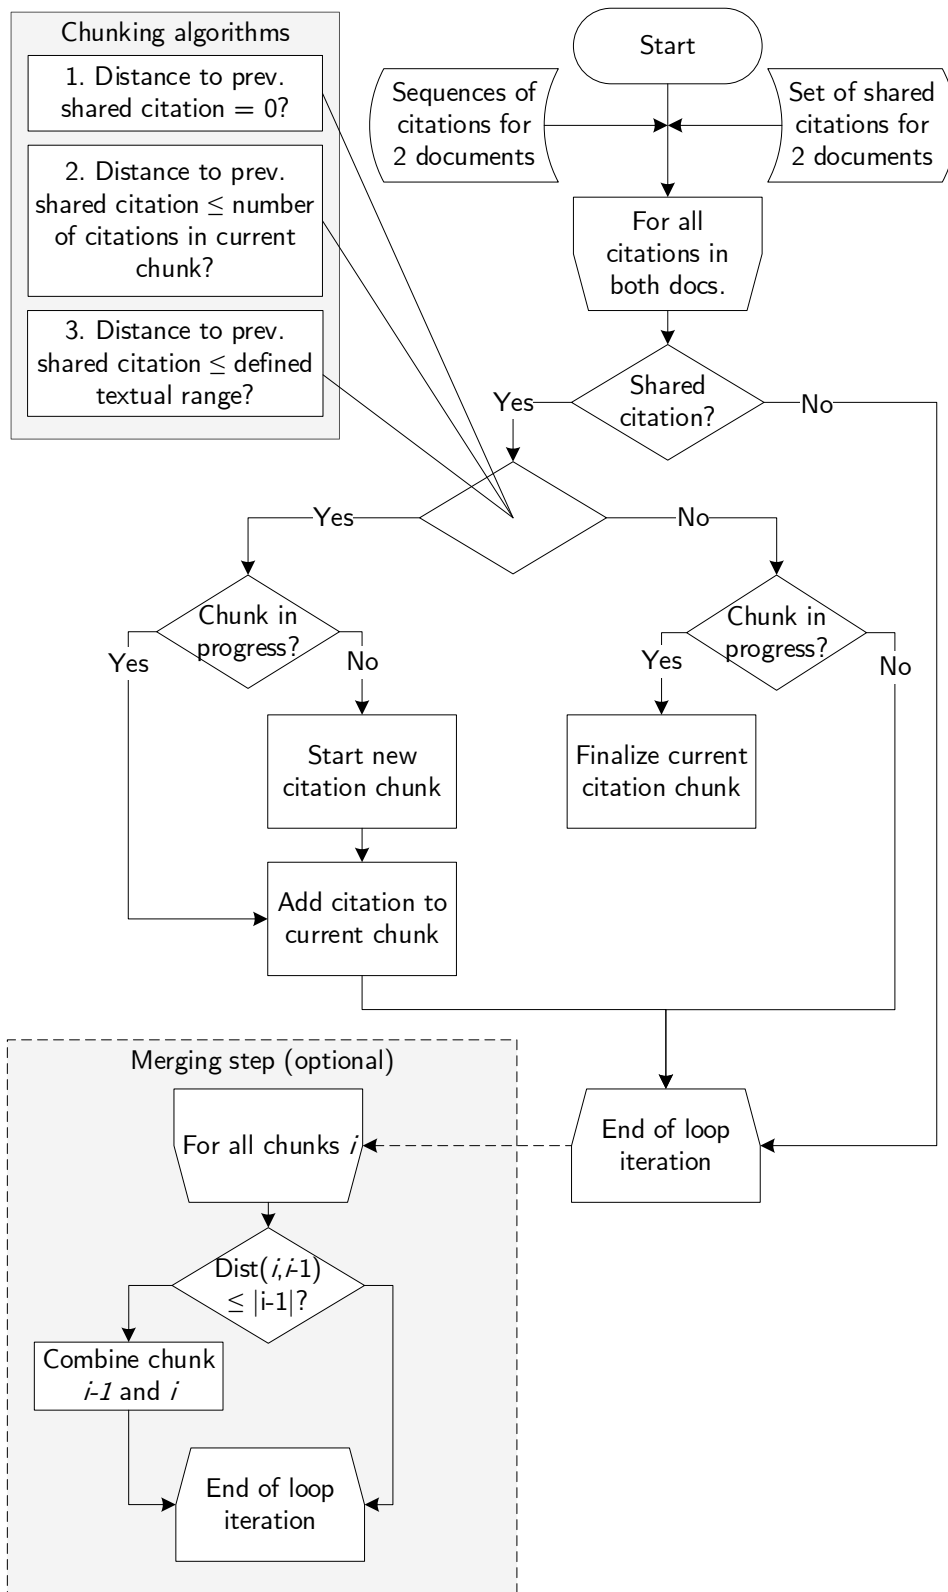 Chunking algorithms
1. Distance to prev.
shared citation = 0?
2. Distance to prev.
shared citation ≤ number
of citations in current
chunk?
3. Distance to prev.
shared citation ≤ defined
textual range?
Start
Sequences of
citations for
2 documents
Set of shared
citations for
2 documents
For all
citations in
both docs.
Shared
citation?
Yes
No
Yes
No
Chunk in
progress?
Yes
No
Chunk in
progress?
Yes
No
Start new
citation chunk
Finalize current
citation chunk
Add citation to
current chunk
Merging step (optional)
For all chunks i
End of loop
iteration
Dist(i,i-1)
≤ |i-1|?
Combine chunk
i-1 and i
End of loop
iteration